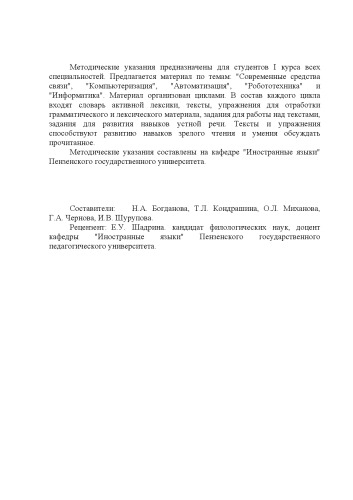 Методические указания предназначены для студентов I курса всех
специальностей. Предлагается материал по темам: "Современные средства
связи", "Компьютеризация", "Автоматизация", "Робототехника" и
"Информатика". Материал организован циклами. В состав каждого цикла
входят словарь активной лексики, тексты, упражнения для отработки
грамматического и лексического материала, задания для работы над текстами,
задания для развития навыков устной речи. Тексты и упражнения
способствуют развитию навыков зрелого чтения и умения обсуждать
прочитанное.
Методические указания составлены на кафедре "Иностранные языки"
Пензенского государственного университета.
Составители: Н.А. Богданова, Т.Л. Кондрашина, О.Л. Миханова,
Г.А. Чернова, И.В. Шурупова.
Рецензент: Е.У. Шадрина. кандидат филологических наук, доцент
кафедры "Иностранные языки" Пензенского государственного
педагогического университета.